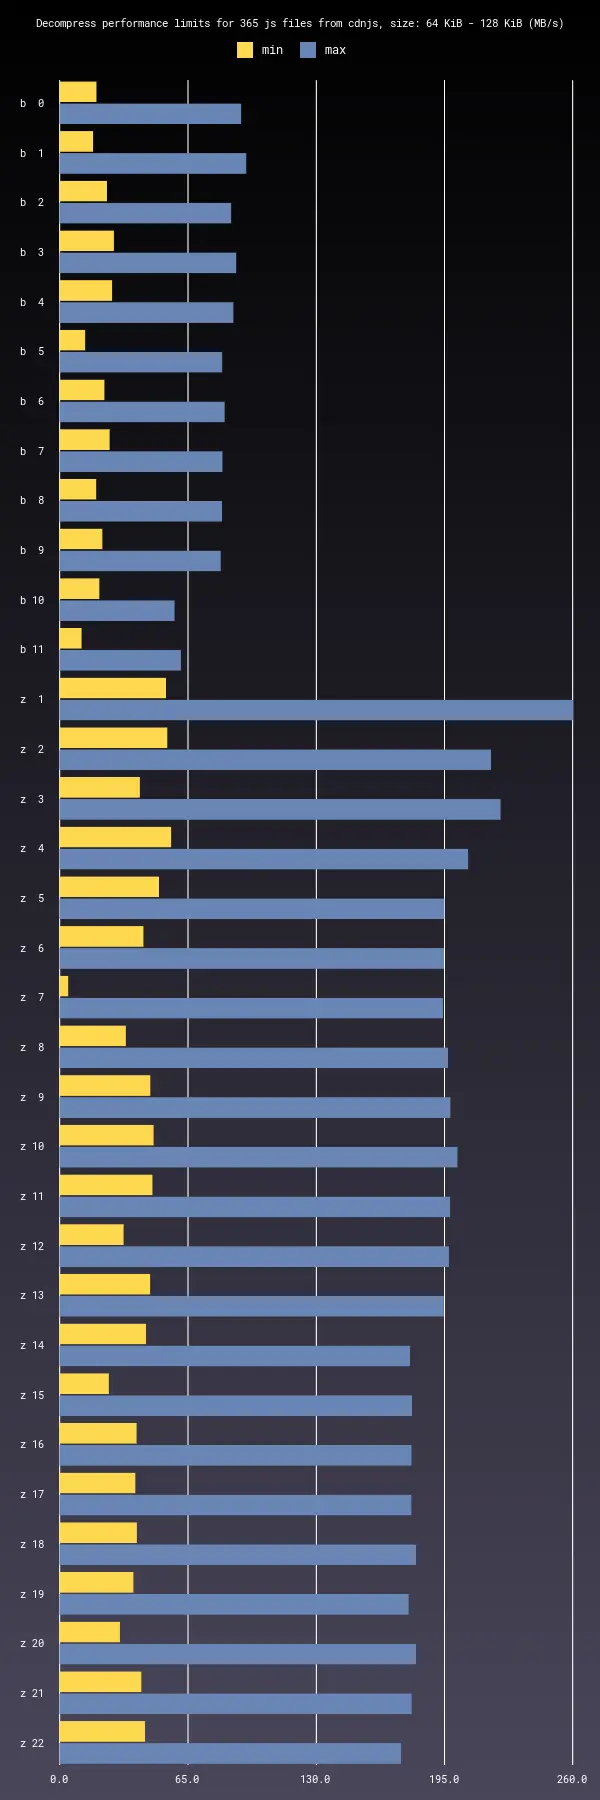 Decompress performance limits for 365 js files from cdnjs, size: 64 KiB - 128 KiB (MB/s)
min max
b 0
b 1
b 2
b 3
b 4
b 5
b 6
b 7
b 8
b 9
b 10
b 11
z 1
z 2
z 3
z 4
z 5
z 6
z 7
z 8
z 9
z 10
z 11
z 12
z 13
z 14
z 15
z 16
z 17
z 18
z 19
z 20
z 21
z 22
0.0 65.0 130.0 195.0 260.0